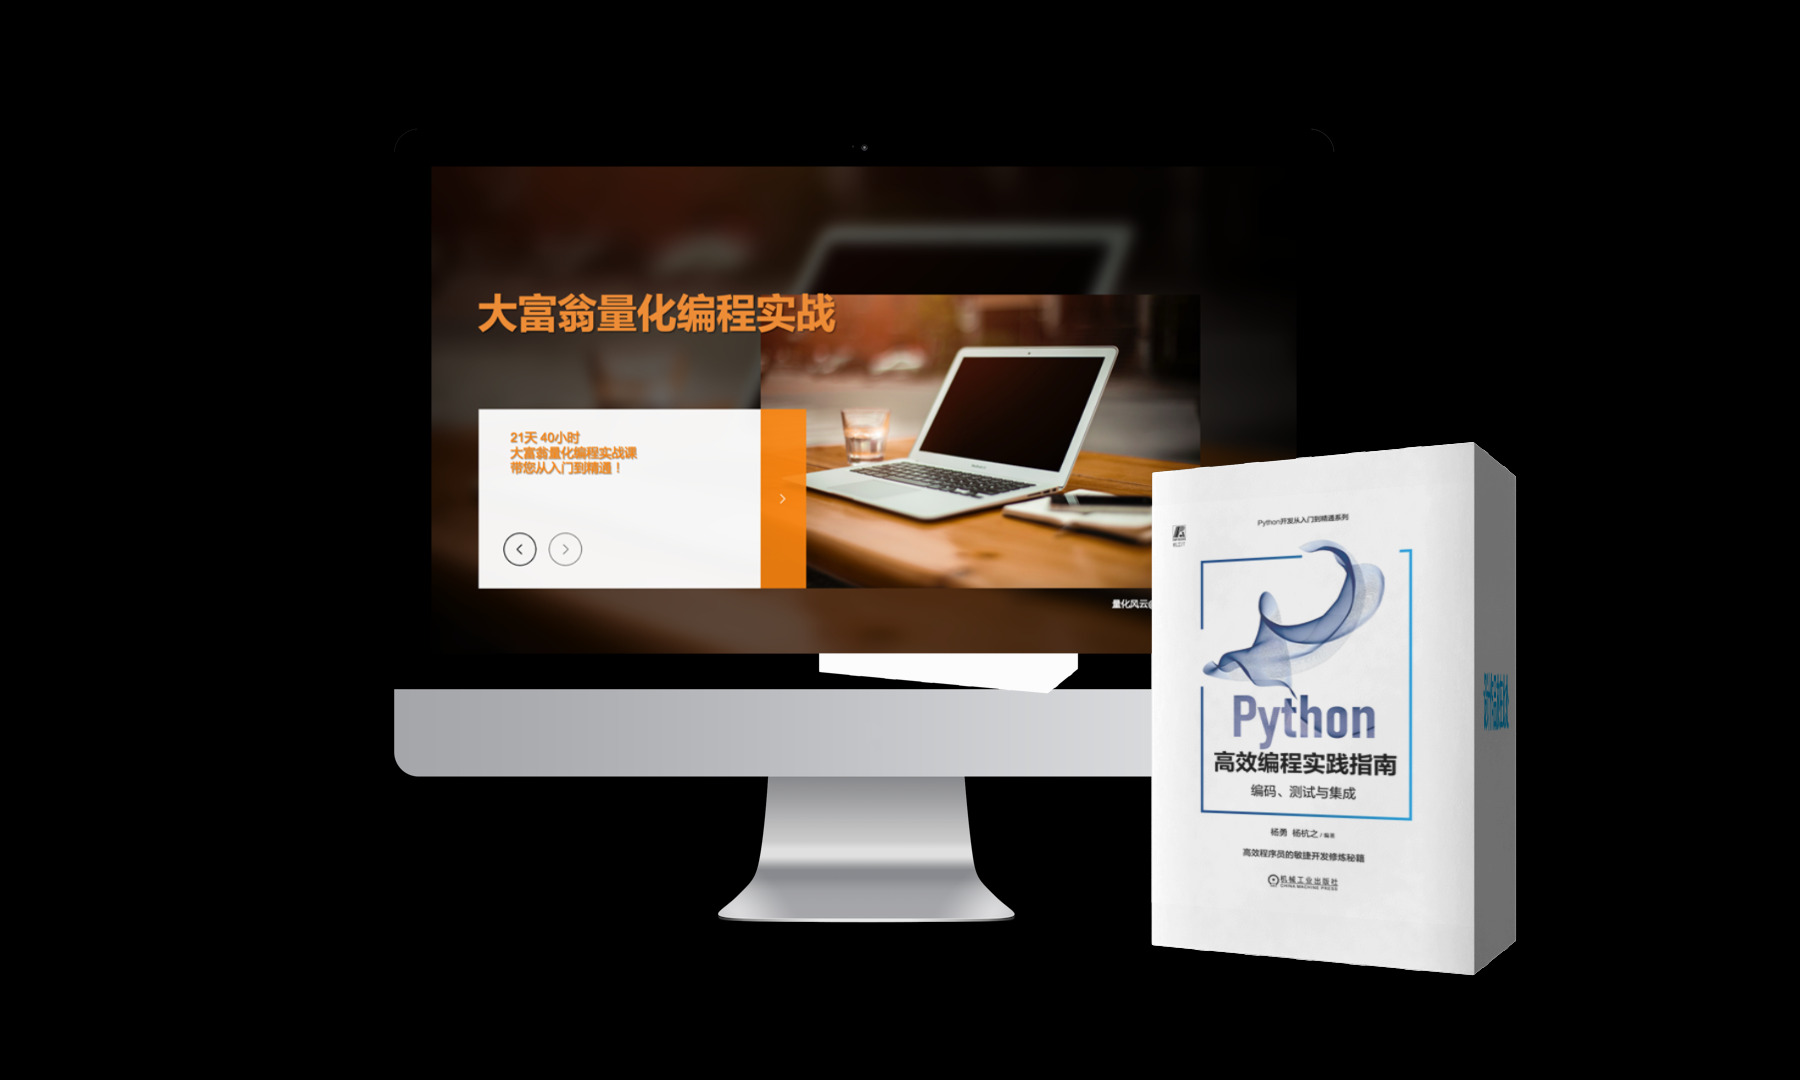 大富翁量化编程实战
21天 40小时
大富翁量化编程实战课
带您从入门到精通！
量化风云@
Python开发从入门到精通系列
Python
高效编程实践指南
编码、测试与集成
杨勇 杨杭之 / 编著
高效程序员的敏捷开发修炼秘籍
机械工业出版社
CHINA MACHINE PRESS